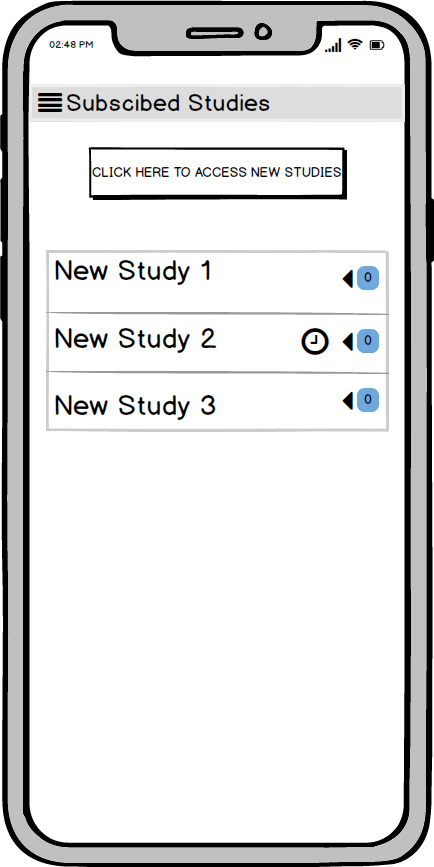 02:48 PM
Subscibed Studies
CLICK HERE TO ACCESS NEW STUDIES
New Study 1
0
New Study 2
0
New Study 3
0